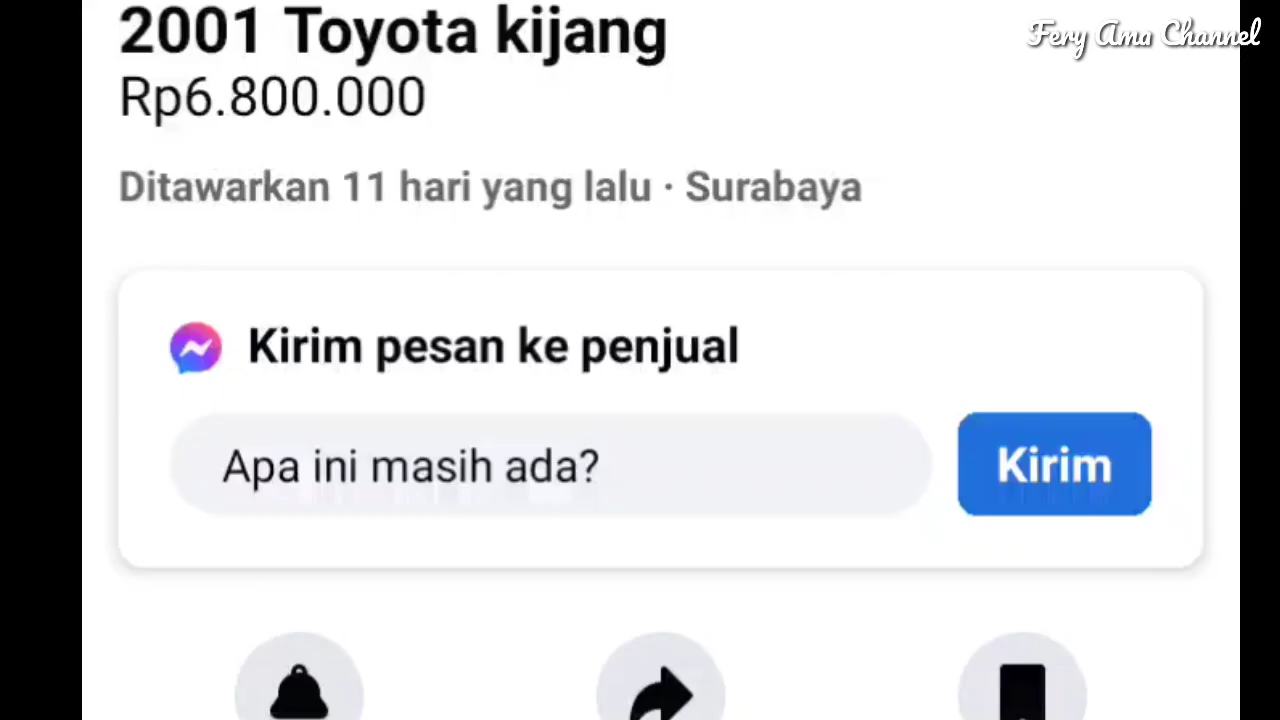 2001 Toyota kijang
Fery Ama Channel
Rp6.800.000
Ditawarkan 11 hari yang lalu · Surabaya
Kirim pesan ke penjual
Apa ini masih ada?
Kirim